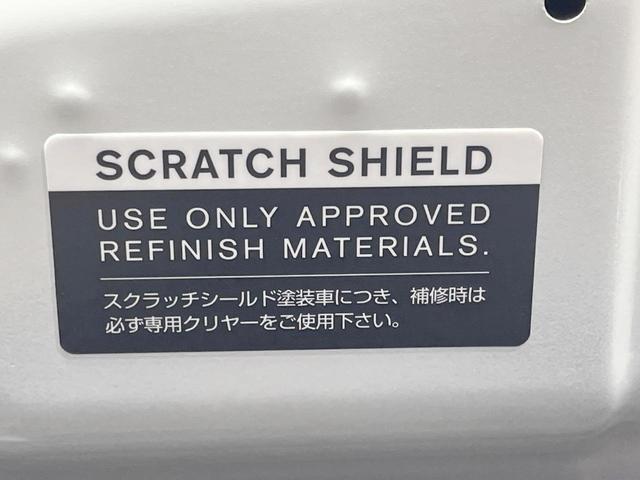 SCRATCH SHIELD
USE ONLY APPROVED
REFINISH MATERIALS.
スクラッチシールド塗装車につき、補修時は
必ず専用クリヤーをご使用下さい。